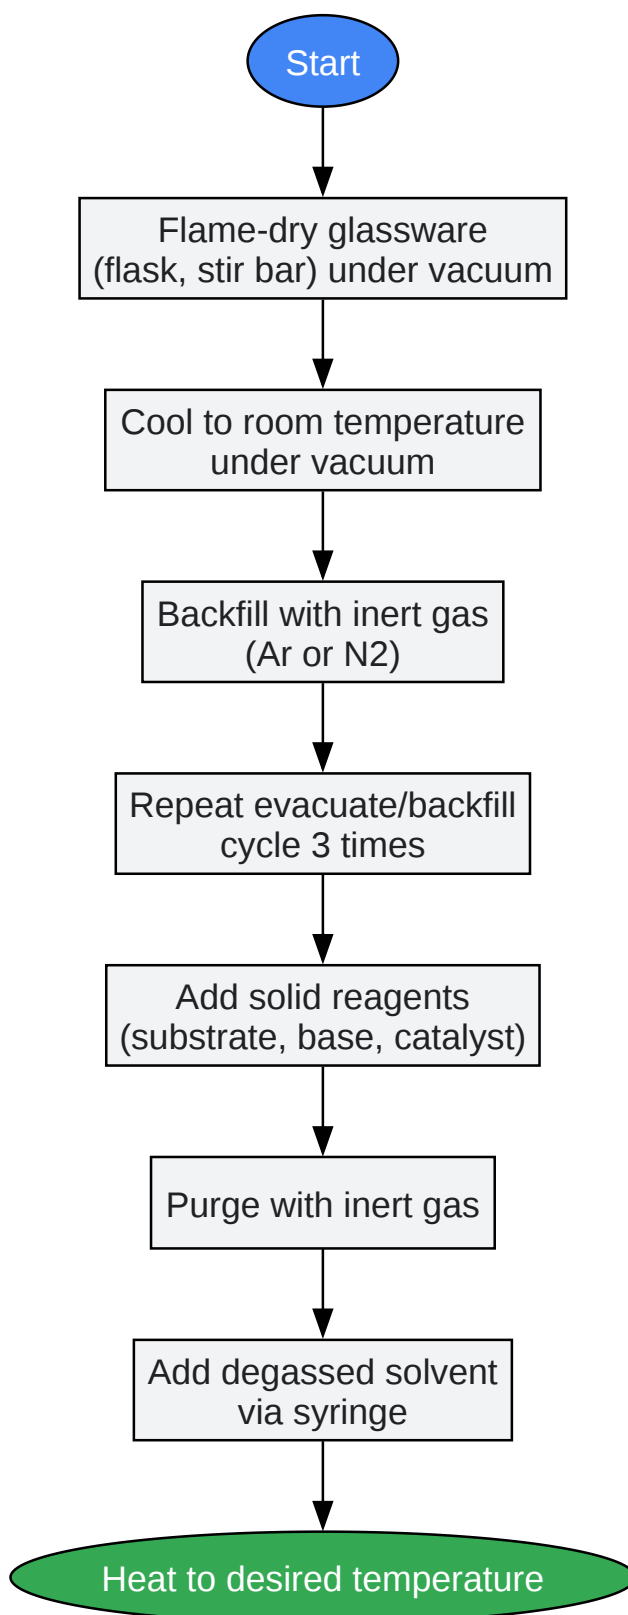 Start
Flame-dry glassware
(flask, stir bar) under vacuum
Cool to room temperature
under vacuum
Backfill with inert gas
(Ar or N2)
Repeat evacuate/backfill
cycle 3 times
Add solid reagents
(substrate, base, catalyst)
Purge with inert gas
Add degassed solvent
via syringe
Heat to desired temperature